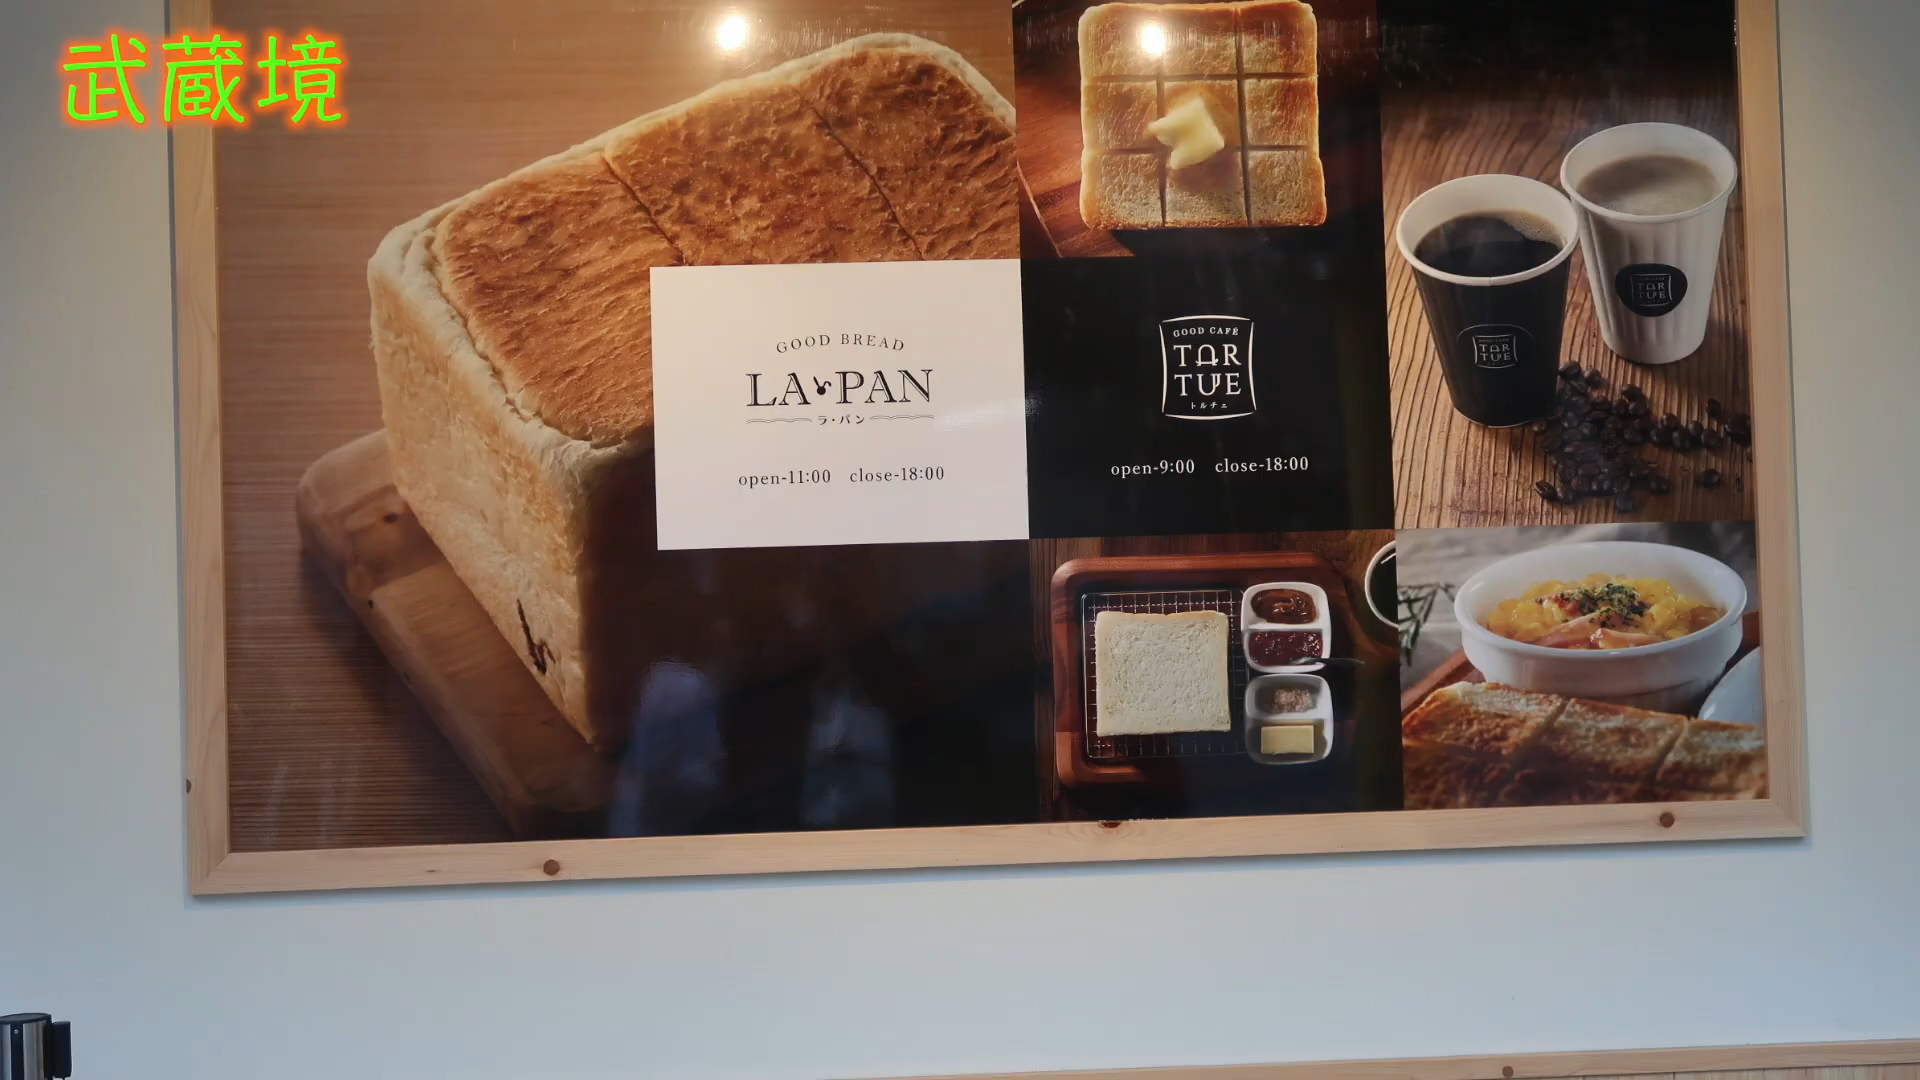 武蔵境
GOOD BREAD
LA PAN
ラ・パン
open-11:00 close-18:00
GOOD CAFÉ
TAR
TUE
トルチェ
open-9:00 close-18:00
TAR
TUE
TAR
TUE